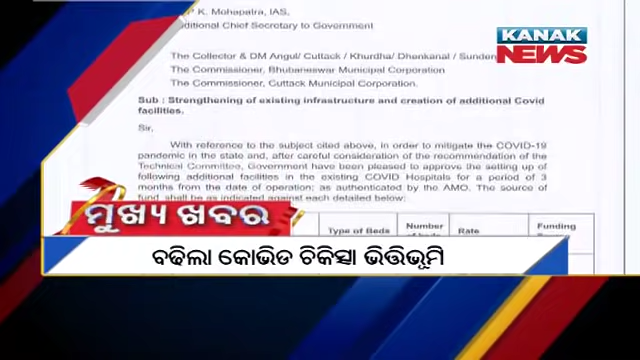 K. Mohapatra, IAS,
ditional Chief Secretary to Government
KANAK
NEWS
The Collector & DM Angul/ Cuttack / Khurdha/ Dhenkanal /
The Commissioner, Bhubaneswar Municipal Corporation
The Commissioner, Cuttack Municipal Corporation.
Sub : Strengthening of existing infrastructure and creation of additional Covid
facilities.
Sir,
With reference to the subject cited above, in order to mitigate the COVID-19
pandemic in the state and, after careful consideration of the recommendation of the
Technical Committee, Government have been pleased to approve the setting up of
following additional facilities in the existing COVID Hospitals for a period of 3
months from the date of operation; as authenticated by the AMO. The source of
fund shall be as indicated against each detailed below:
Type of Beds Number Rate Funding
ମୁଖ୍ୟ ଖବର
ବଢିଲା କୋଭିଡ ଚିକିତ୍ସା ଭିତ୍ତିଭୂମି